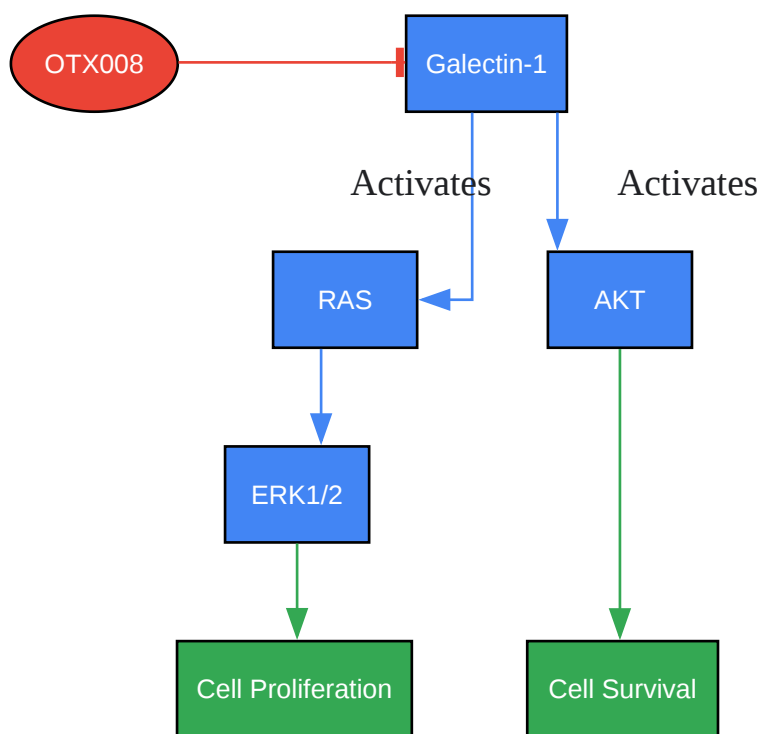 OTX008
Galectin-1
Activates
Activates
RAS
AKT
ERK1/2
Cell Proliferation
Cell Survival